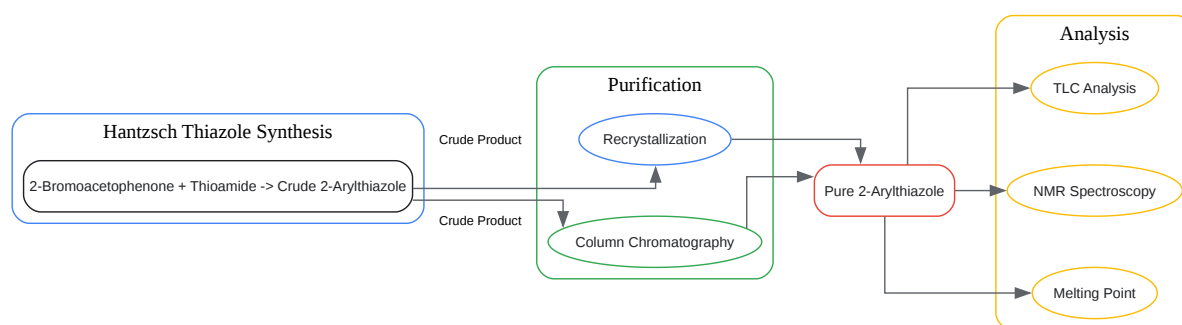 Hantzsch Thiazole Synthesis
2-Bromoacetophenone + Thioamide -> Crude 2-Arylthiazole
Crude Product
Crude Product
Purification
Recrystallization
Column Chromatography
Pure 2-Arylthiazole
Analysis
TLC Analysis
NMR Spectroscopy
Melting Point